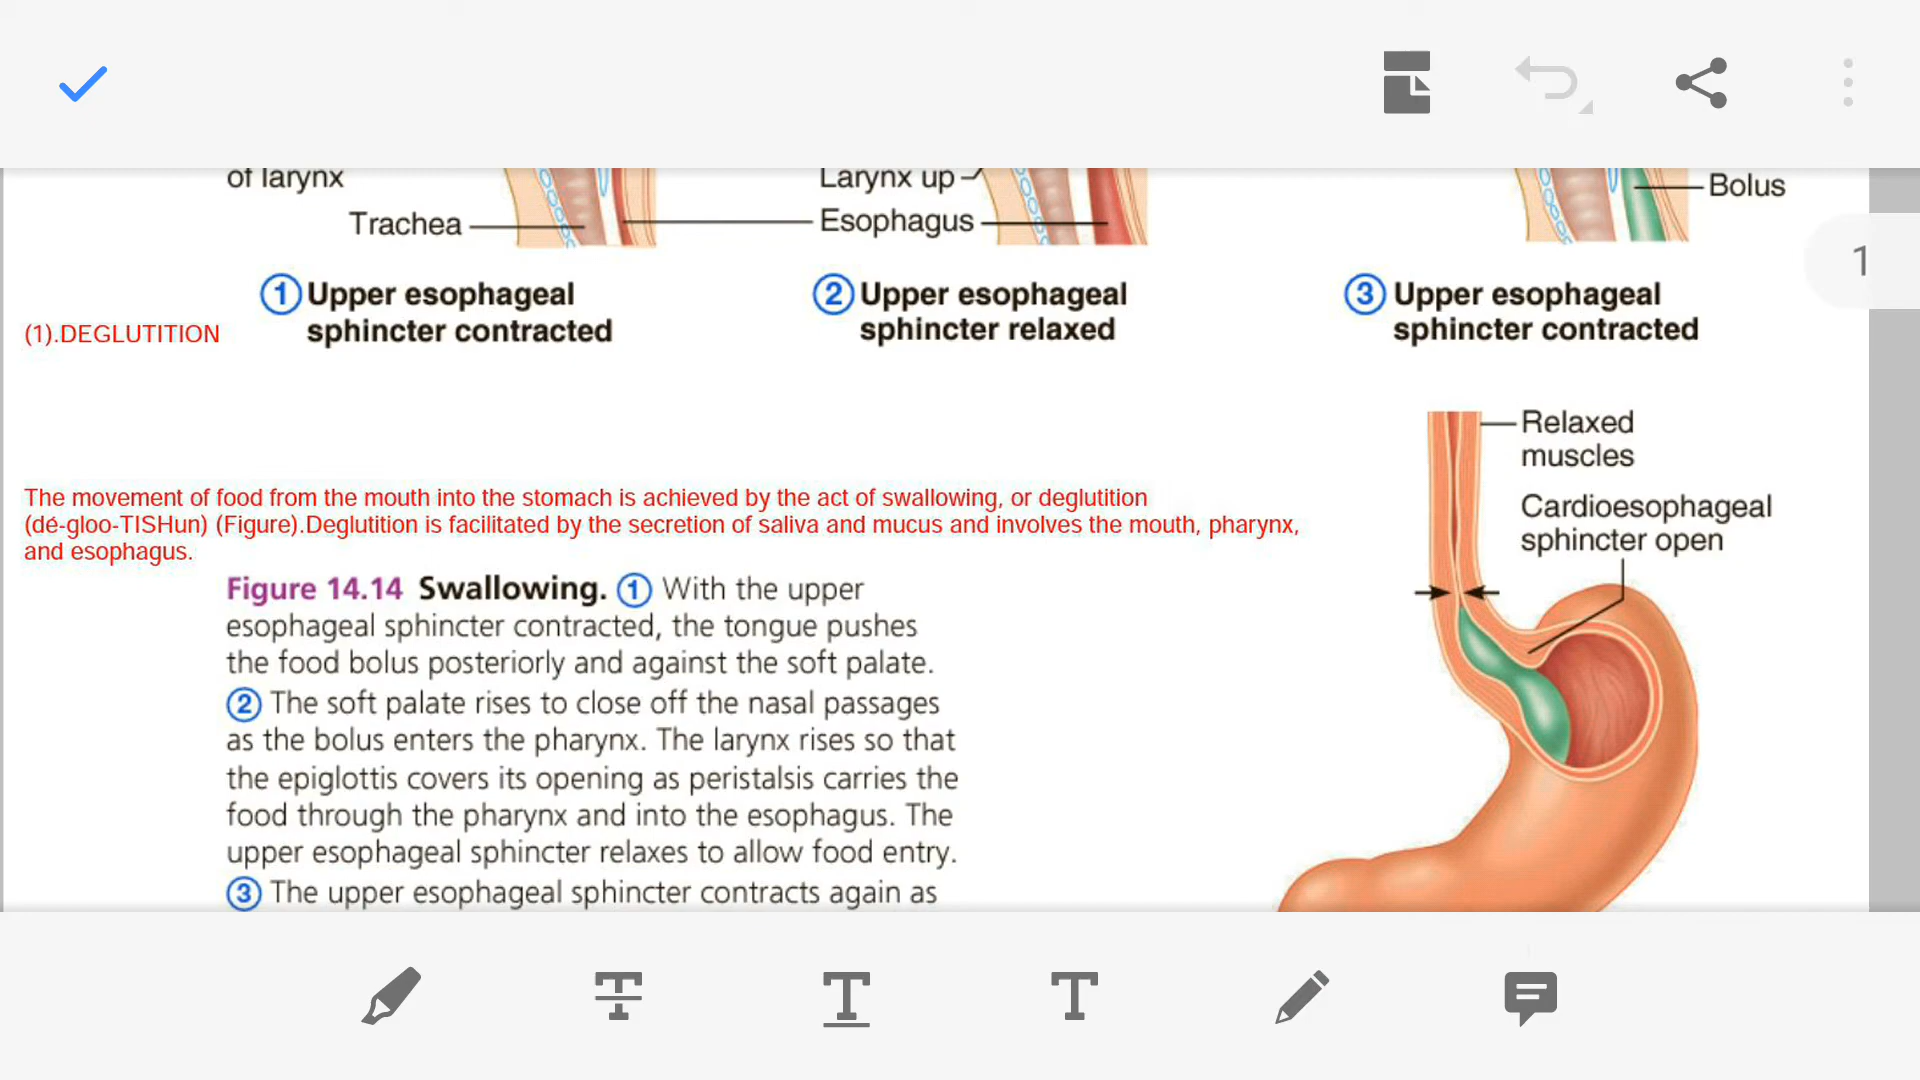 of larynx
Trachea
Larynx up
Esophagus
Bolus
1
① Upper esophageal
sphincter contracted
② Upper esophageal
sphincter relaxed
③ Upper esophageal
sphincter contracted
(1).DEGLUTITION
Relaxed
muscles
Cardioesophageal
sphincter open
The movement of food from the mouth into the stomach is achieved by the act of swallowing, or deglutition
(dé-gloo-TISHun) (Figure).Deglutition is facilitated by the secretion of saliva and mucus and involves the mouth, pharynx,
and esophagus.
Figure 14.14 Swallowing. ① With the upper
esophageal sphincter contracted, the tongue pushes
the food bolus posteriorly and against the soft palate.
② The soft palate rises to close off the nasal passages
as the bolus enters the pharynx. The larynx rises so that
the epiglottis covers its opening as peristalsis carries the
food through the pharynx and into the esophagus. The
upper esophageal sphincter relaxes to allow food entry.
③ The upper esophageal sphincter contracts again as